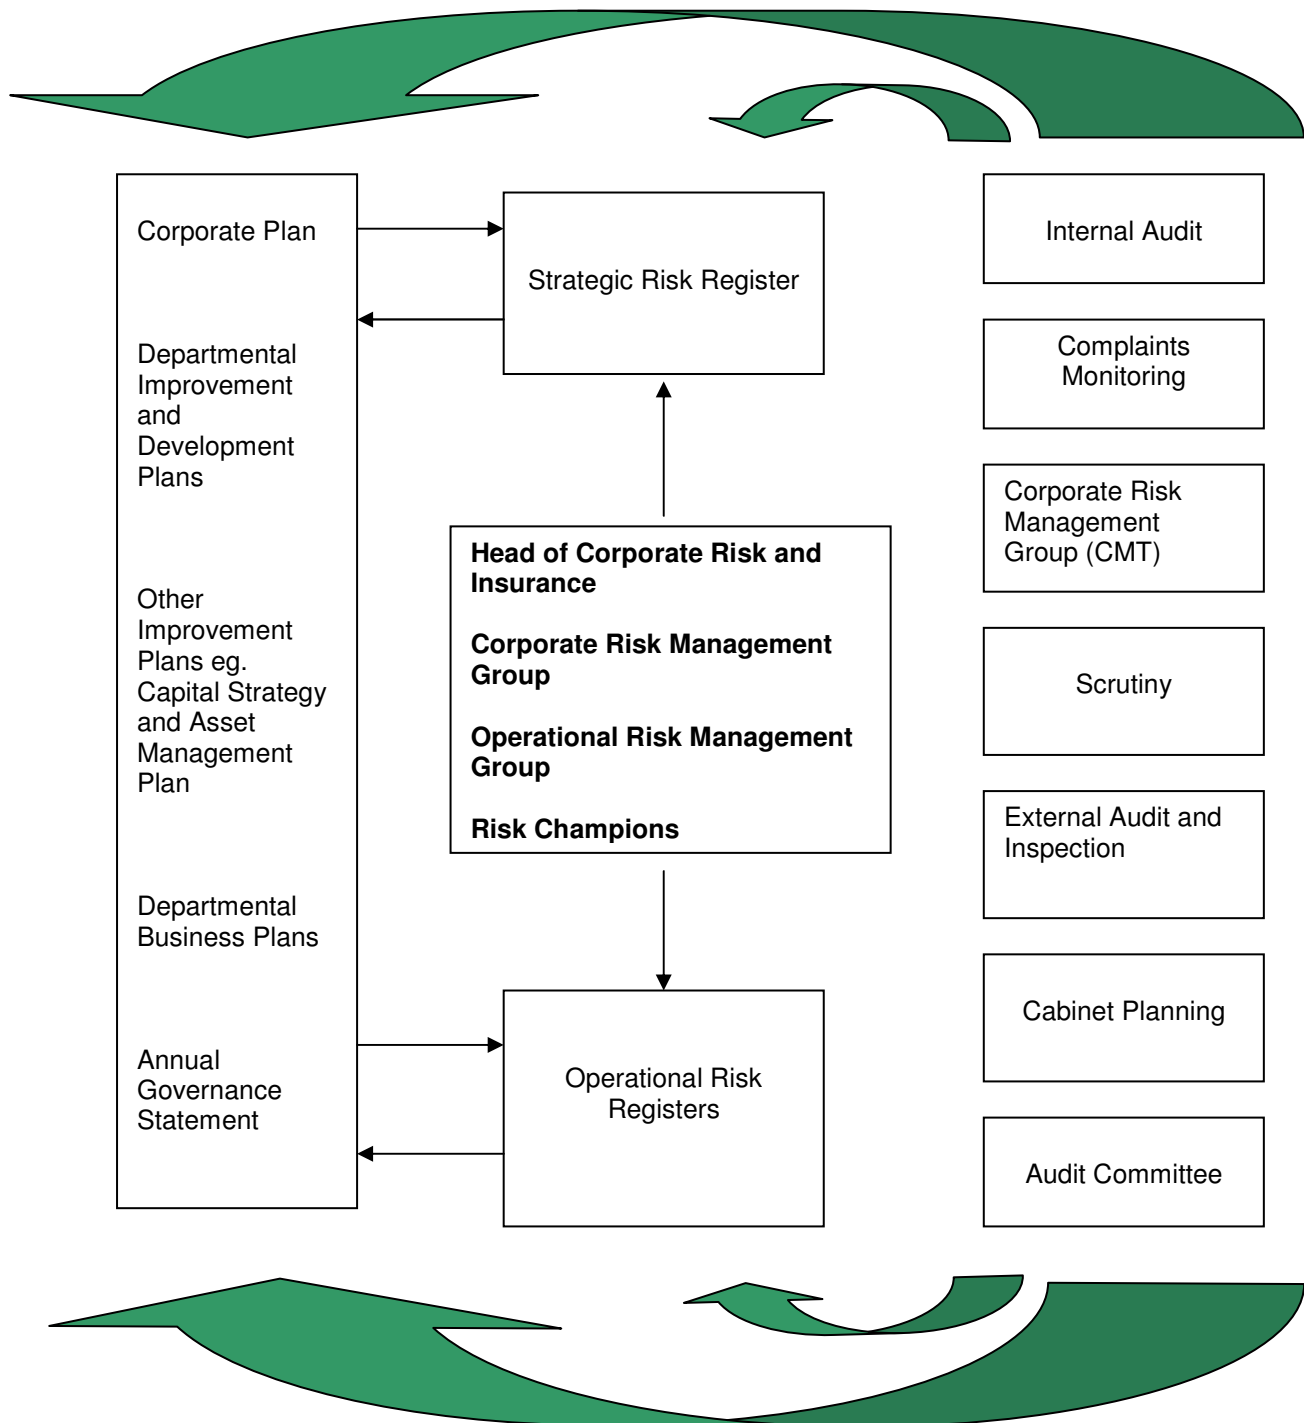 Corporate Plan
Departmental
Improvement
and
Development
Plans
Other
Improvement
Plans eg.
Capital Strategy
and Asset
Management
Plan
Departmental
Business Plans
Annual
Governance
Statement
Strategic Risk Register
Head of Corporate Risk and
Insurance
Corporate Risk Management
Group
Operational Risk Management
Group
Risk Champions
Operational Risk
Registers
Internal Audit
Complaints
Monitoring
Corporate Risk
Management
Group (CMT)
Scrutiny
External Audit and
Inspection
Cabinet Planning
Audit Committee